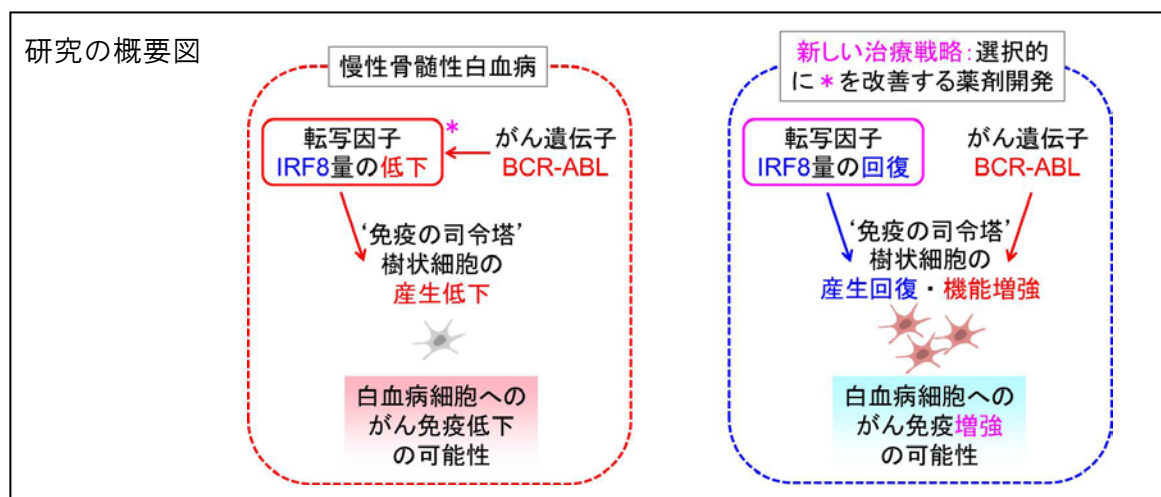 研究の概要図
慢性骨髄性白血病
転写因子
IRF8量の低下
*
がん遺伝子
BCR-ABL
‘免疫の司令塔’
樹状細胞の
産生低下
白血病細胞への
がん免疫低下
の可能性
新しい治療戦略:選択的
に*を改善する薬剤開発
転写因子
IRF8量の回復
がん遺伝子
BCR-ABL
‘免疫の司令塔’
樹状細胞の
産生回復・機能増強
白血病細胞への
がん免疫増強
の可能性